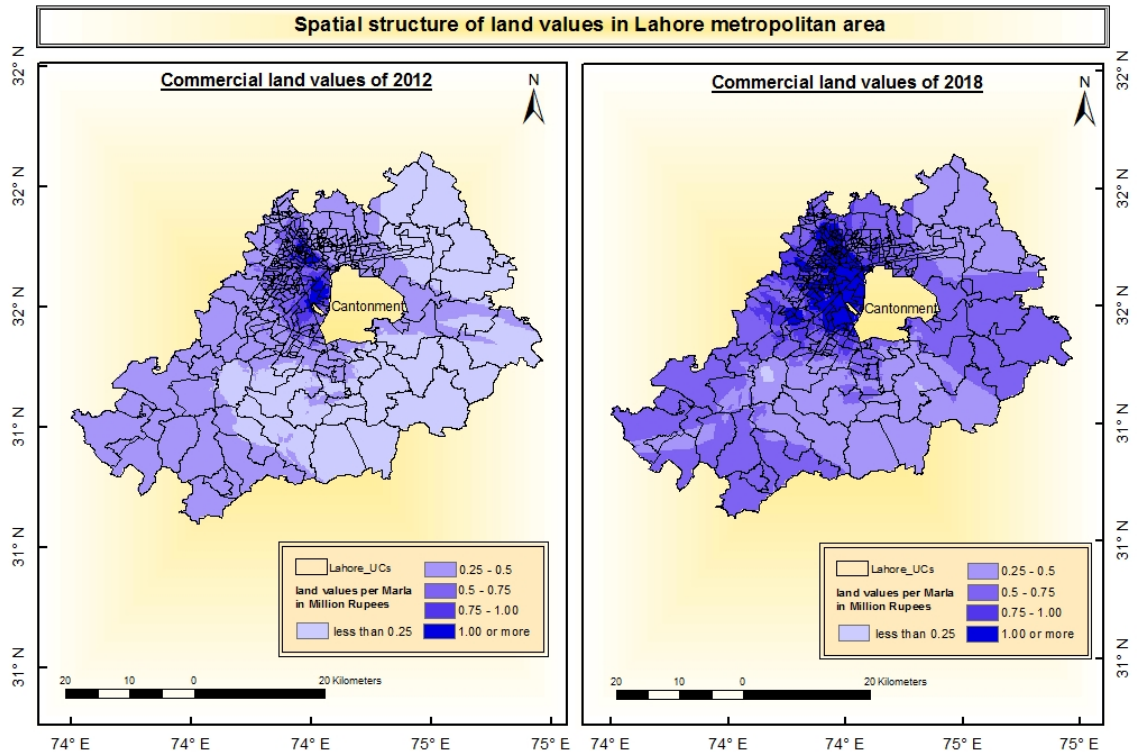 Spatial structure of land values in Lahore metropolitan area
Commercial land values of 2012
N
32° N
32° N
32° N
31° N
31° N
31° N
Cantonment
Lahore_UCs
land values per Marla
in Million Rupees
less than 0.25
0.25 - 0.5
0.5 - 0.75
0.75 - 1.00
1.00 or more
20 10 0 20 Kilometers
74° E 74° E 74° E 75° E 75° E
Commercial land values of 2018
N
32° N
32° N
32° N
31° N
31° N
31° N
Cantonment
Lahore_UCs
land values per Marla
in Million Rupees
less than 0.25
0.25 - 0.5
0.5 - 0.75
0.75 - 1.00
1.00 or more
20 10 0 20 Kilometers
74° E 74° E 74° E 75° E 75° E